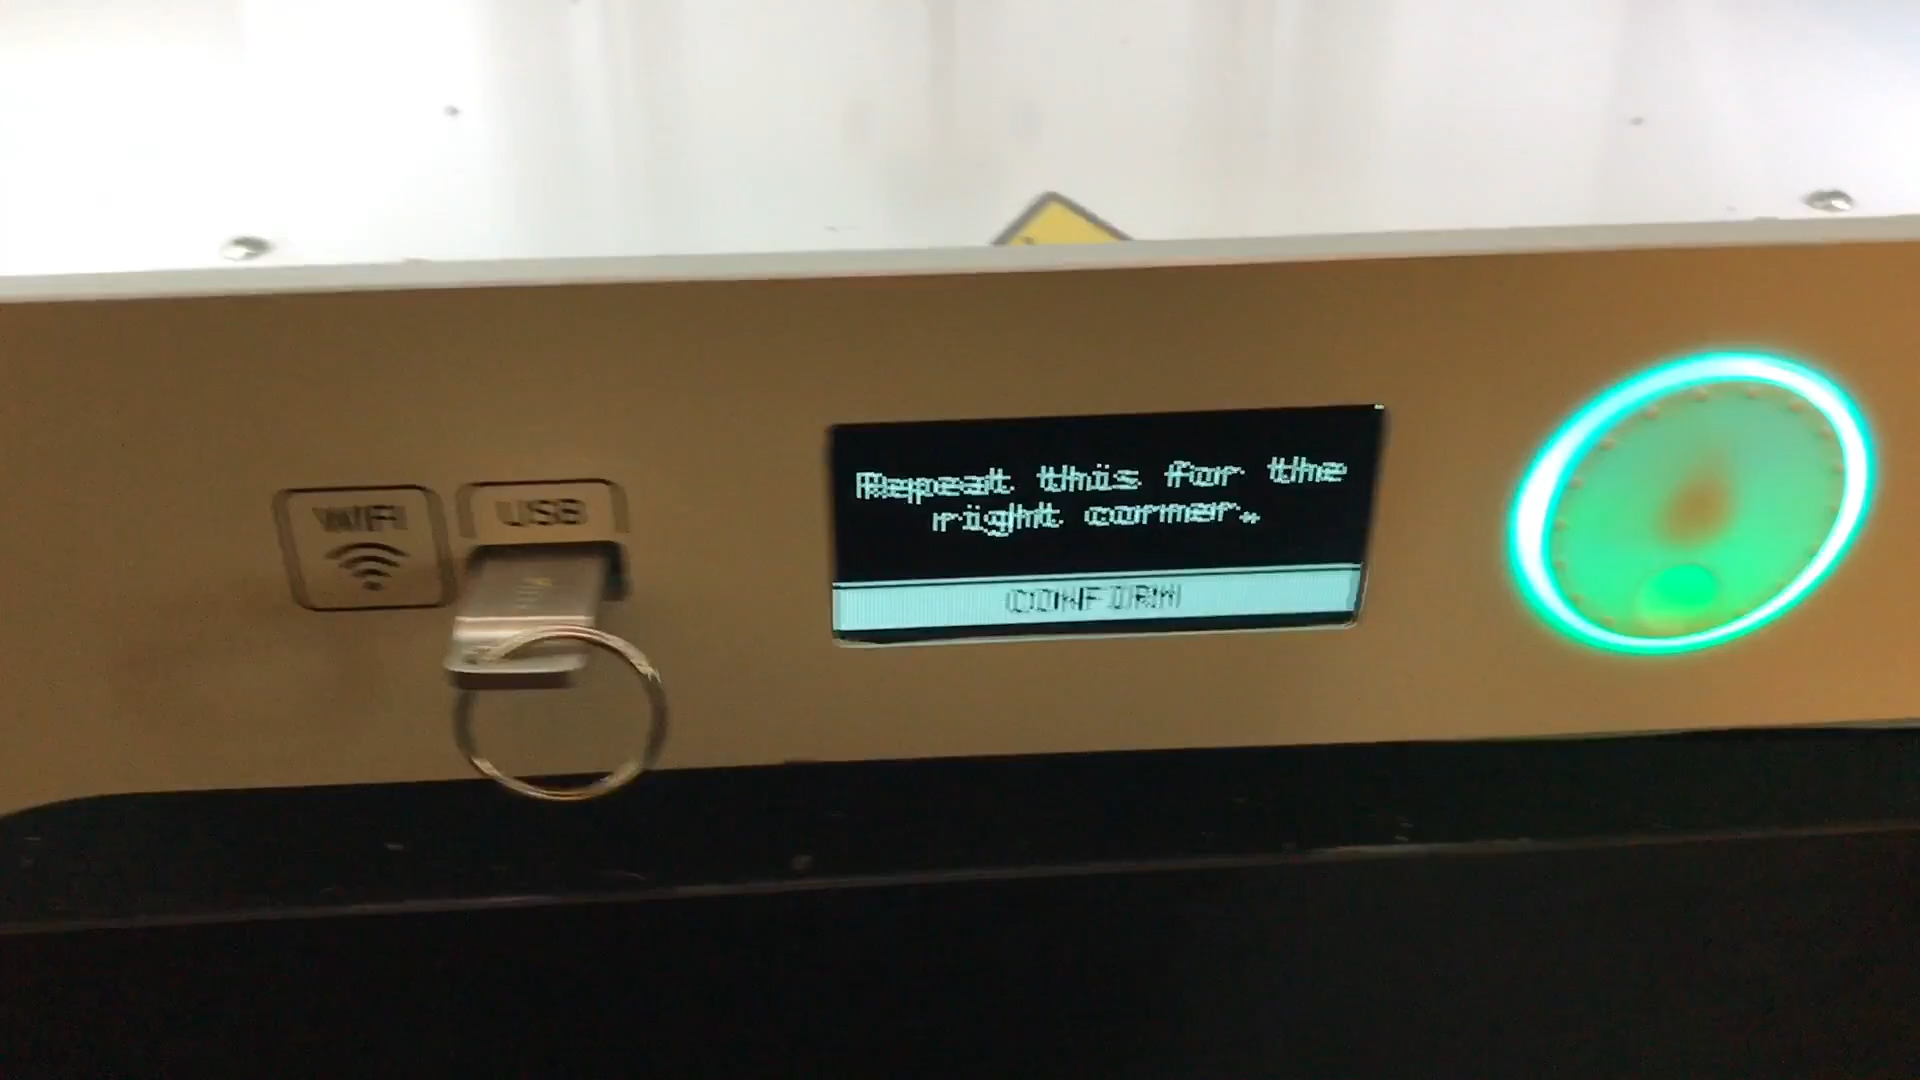 WIFI
USB
Repeat this for the
right corner.
CONFIRM